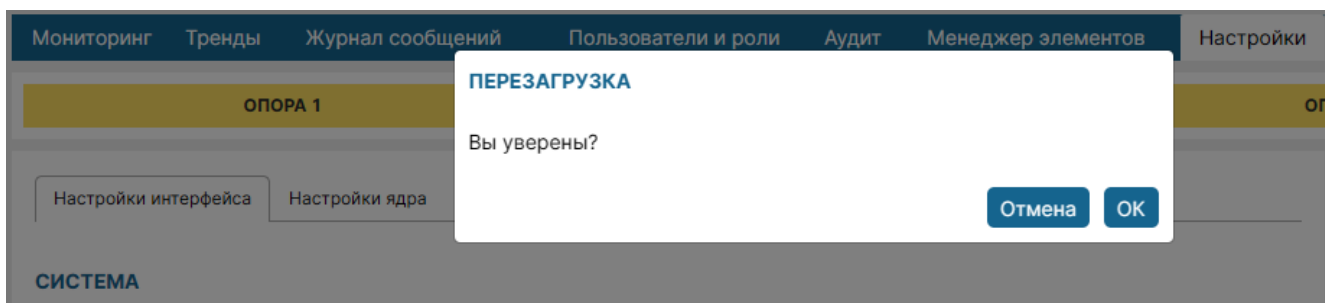 Мониторинг Тренды Журнал сообщений Пользователи и роли Аудит Менеджер элементов Настройки
ПЕРЕЗАГРУЗКА
ОПОРА 1
Вы уверены?
Настройки интерфейса Настройки ядра
Отмена ОК
СИСТЕМА